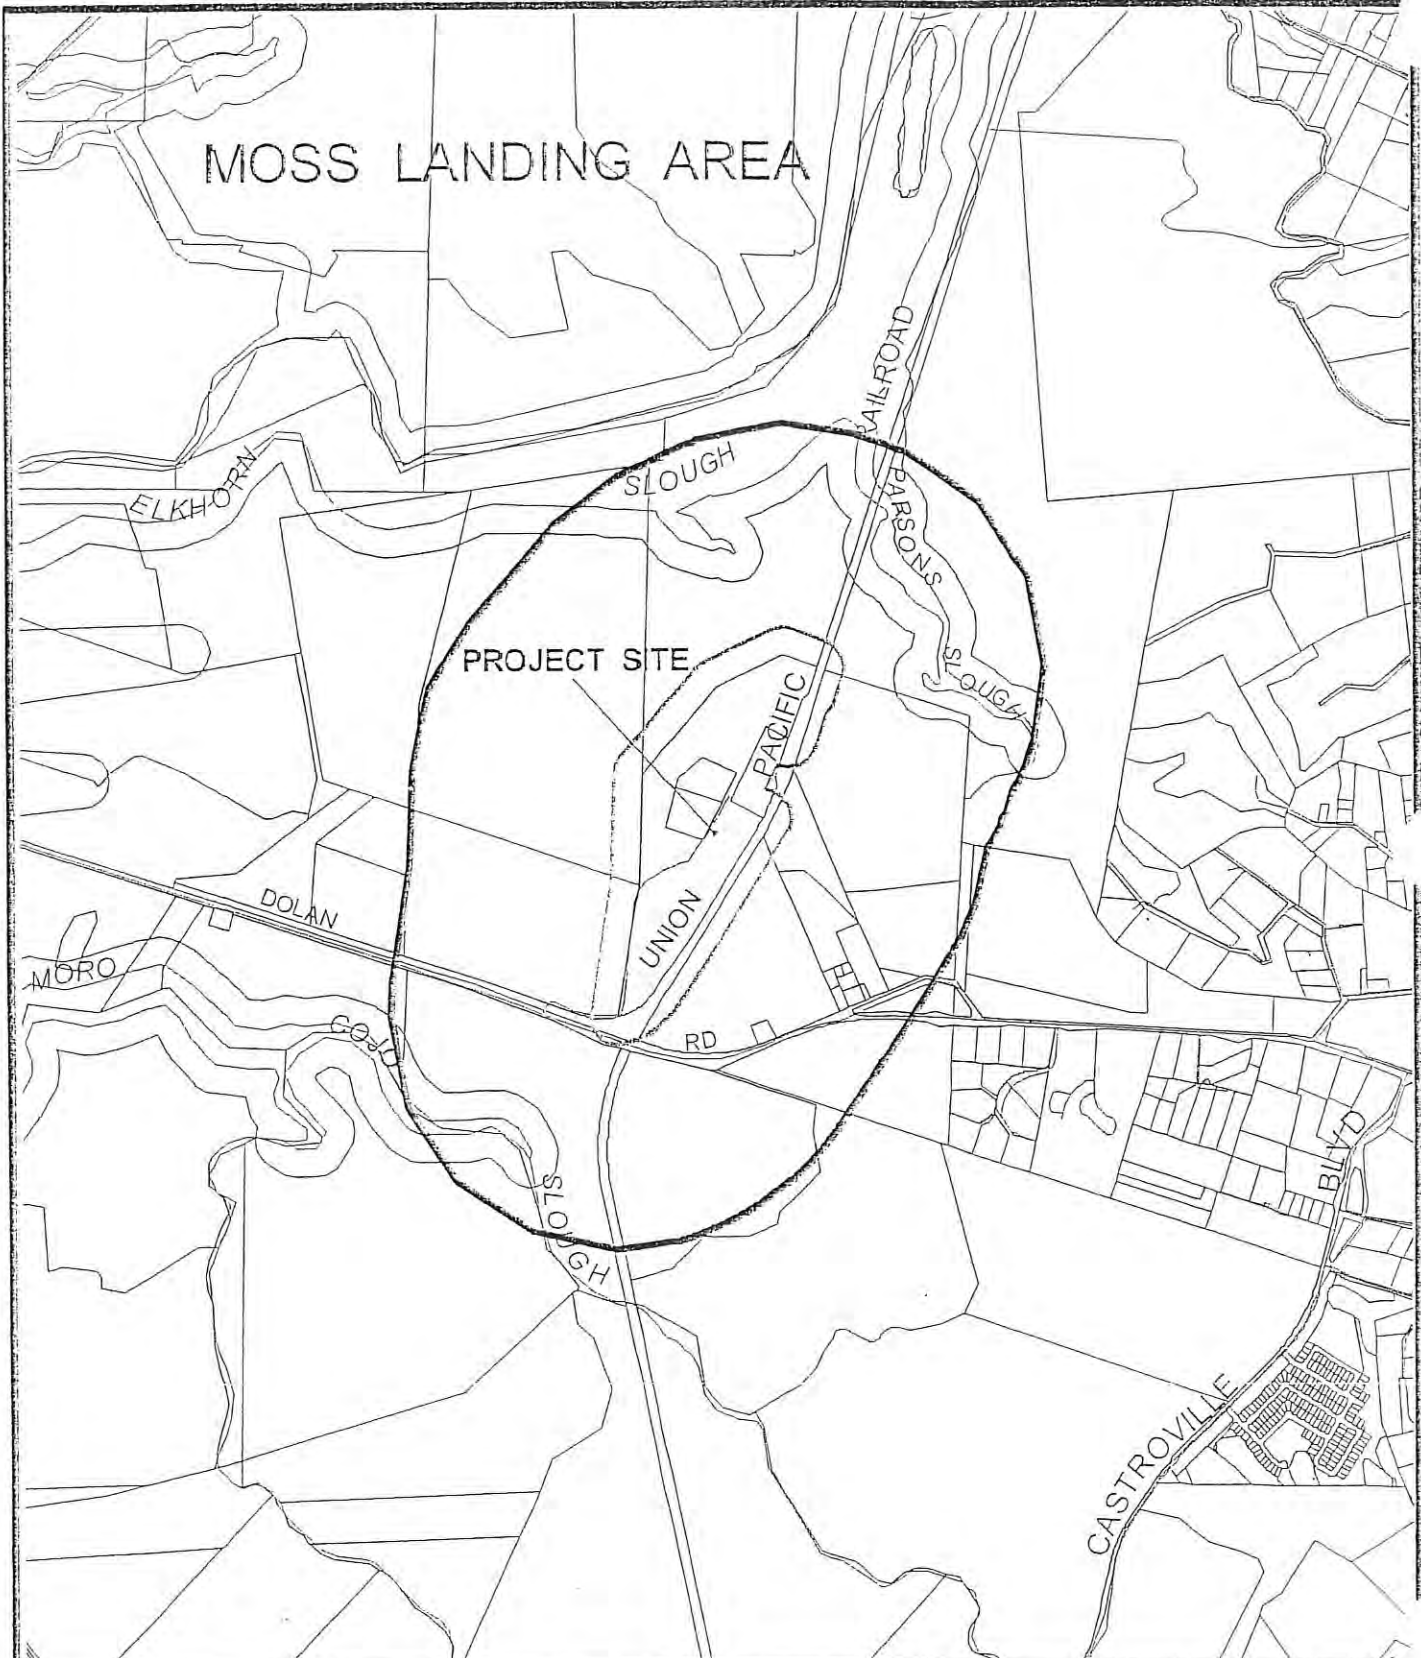 MOSS LANDING AREA
RAILROAD
ELKHORN
SLOUGH
PARSONS
SLOUGH
PROJECT SITE
PACIFIC
UNION
DOLAN
RD
MORO
COJO
SLOUGH
BLVD
CASTROVILLE